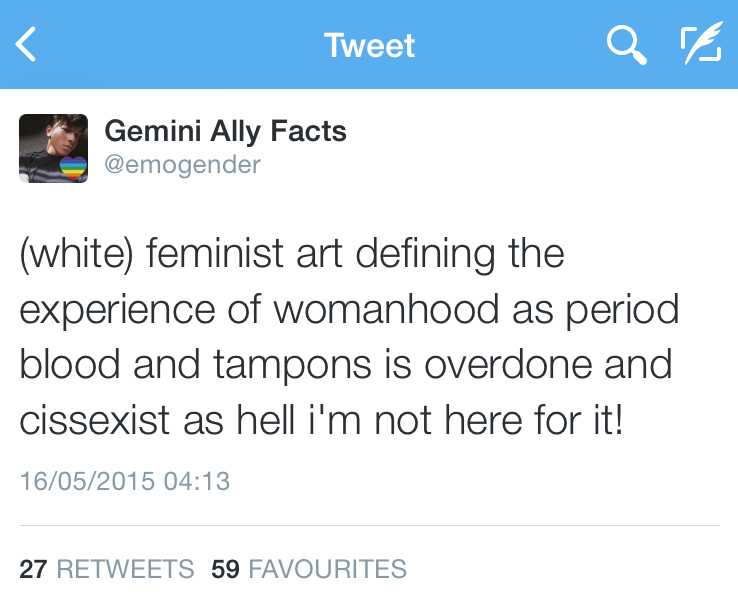 Tweet
Gemini Ally Facts
@emogender
(white) feminist art defining the
experience of womanhood as period
blood and tampons is overdone and
cissexist as hell i'm not here for it!
16/05/2015 04:13
27 RETWEETS 59 FAVOURITES